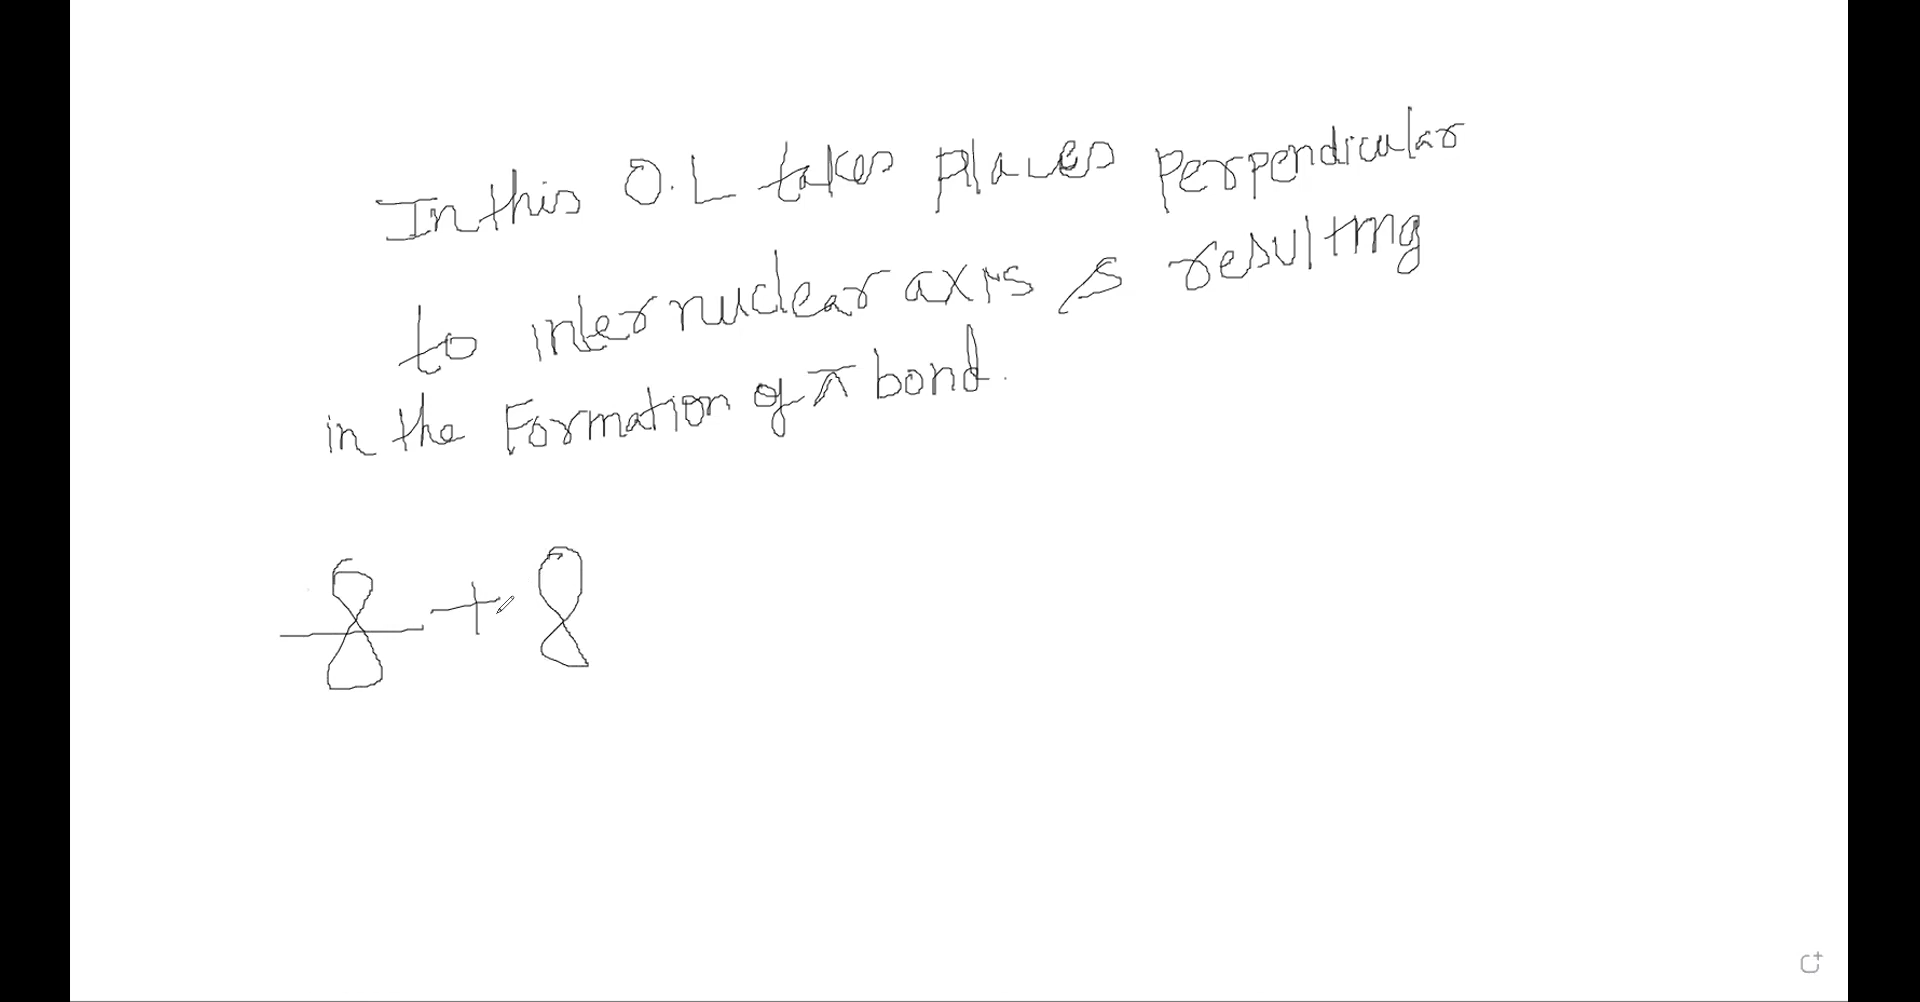 In this O.L takes places perpendicular
to internuclear axis & resulting
in the Formation of π bond.
+